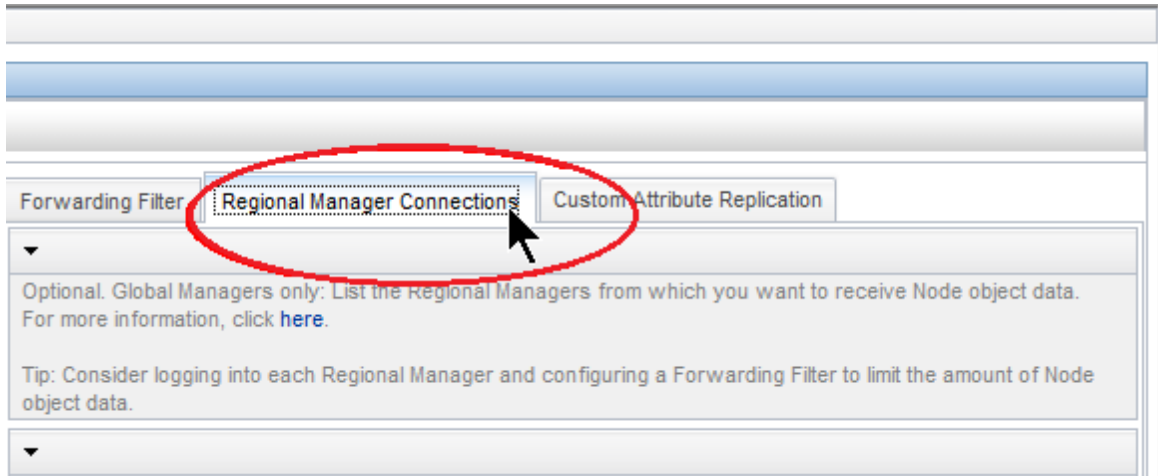 Forwarding Filter Regional Manager Connections Custom Attribute Replication
Optional. Global Managers only: List the Regional Managers from which you want to receive Node object data.
For more information, click here.
Tip: Consider logging into each Regional Manager and configuring a Forwarding Filter to limit the amount of Node
object data.